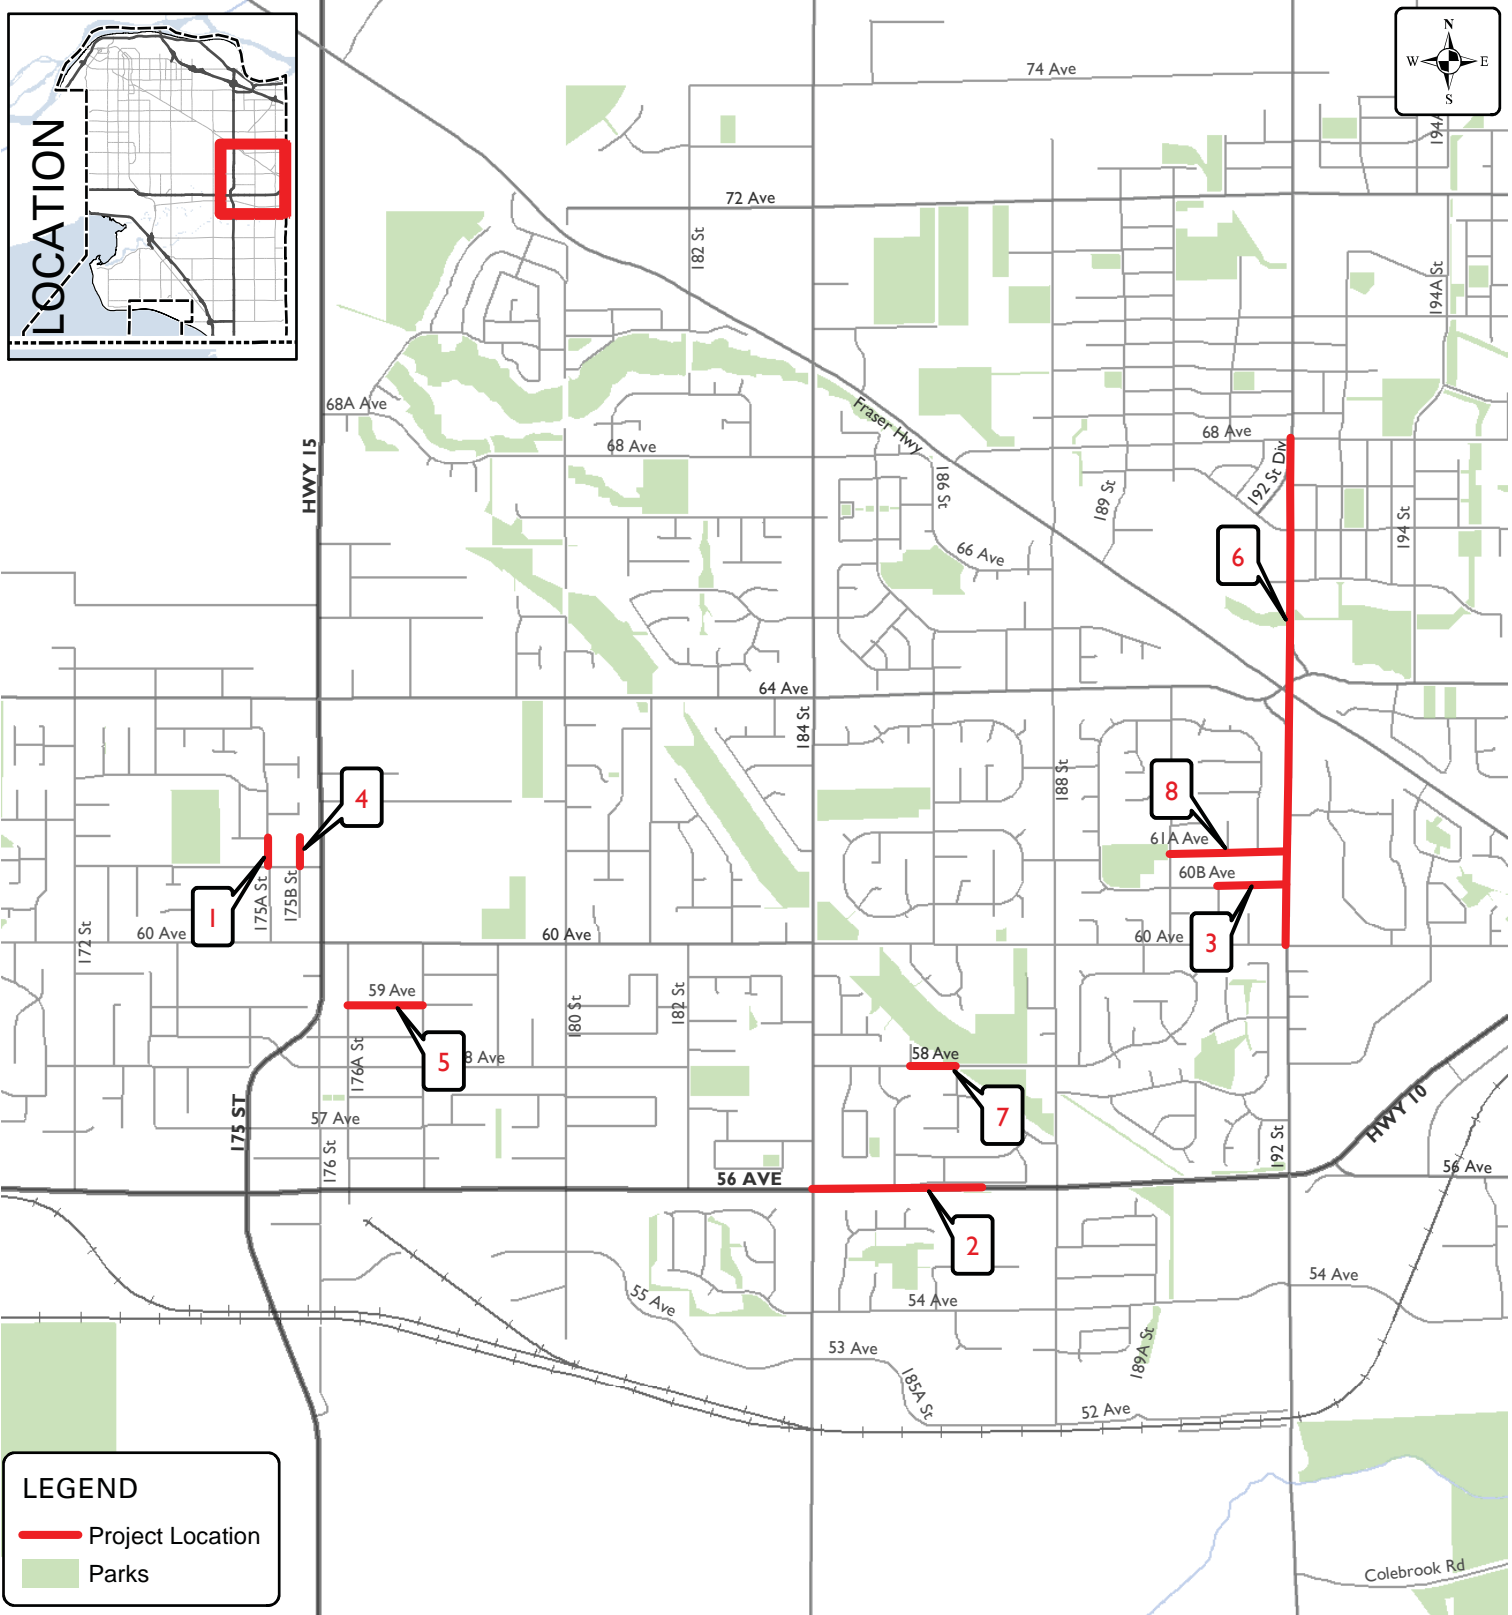 LOCATION
N
W E
S
74 Ave
194A
72 Ave
182 St
194A St
68A Ave
Fraser Hwy
68 Ave
68 Ave
HWY 15
186 St
192 St Div
189 St
194 St
66 Ave
6
64 Ave
184 St
188 St
4
8
61A Ave
60B Ave
175A St
175B St
1
172 St
60 Ave
60 Ave
60 Ave
3
59 Ave
180 St
182 St
176A St
5
8 Ave
58 Ave
7
57 Ave
175 ST
176 St
HWY 10
192 St
56 Ave
56 AVE
2
54 Ave
55 Ave
54 Ave
53 Ave
189A St
185A St
52 Ave
LEGEND
Project Location
Parks
Colebrook Rd